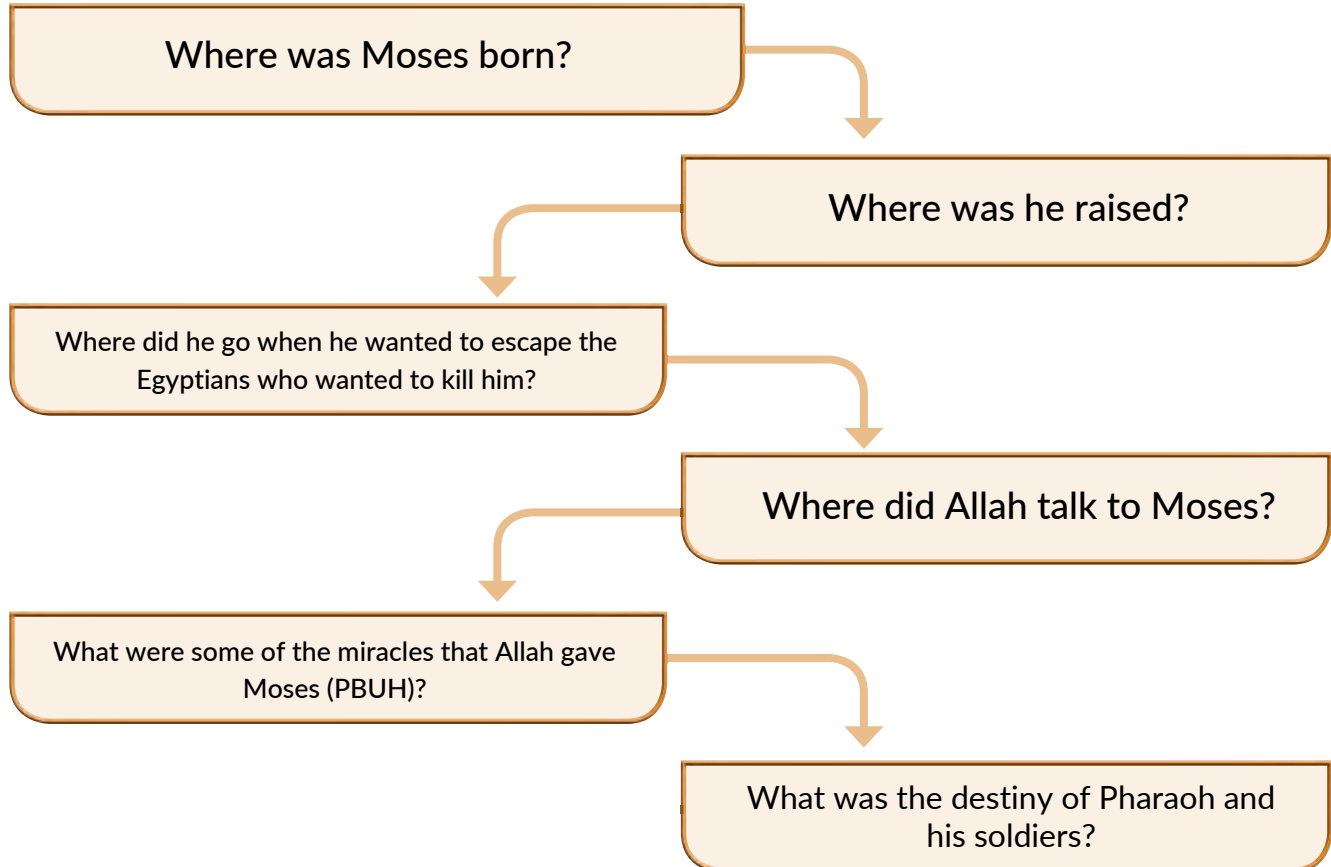 Where was Moses born?
Where was he raised?
Where did he go when he wanted to escape the
Egyptians who wanted to kill him?
Where did Allah talk to Moses?
What were some of the miracles that Allah gave
Moses (PBUH)?
What was the destiny of Pharaoh and
his soldiers?